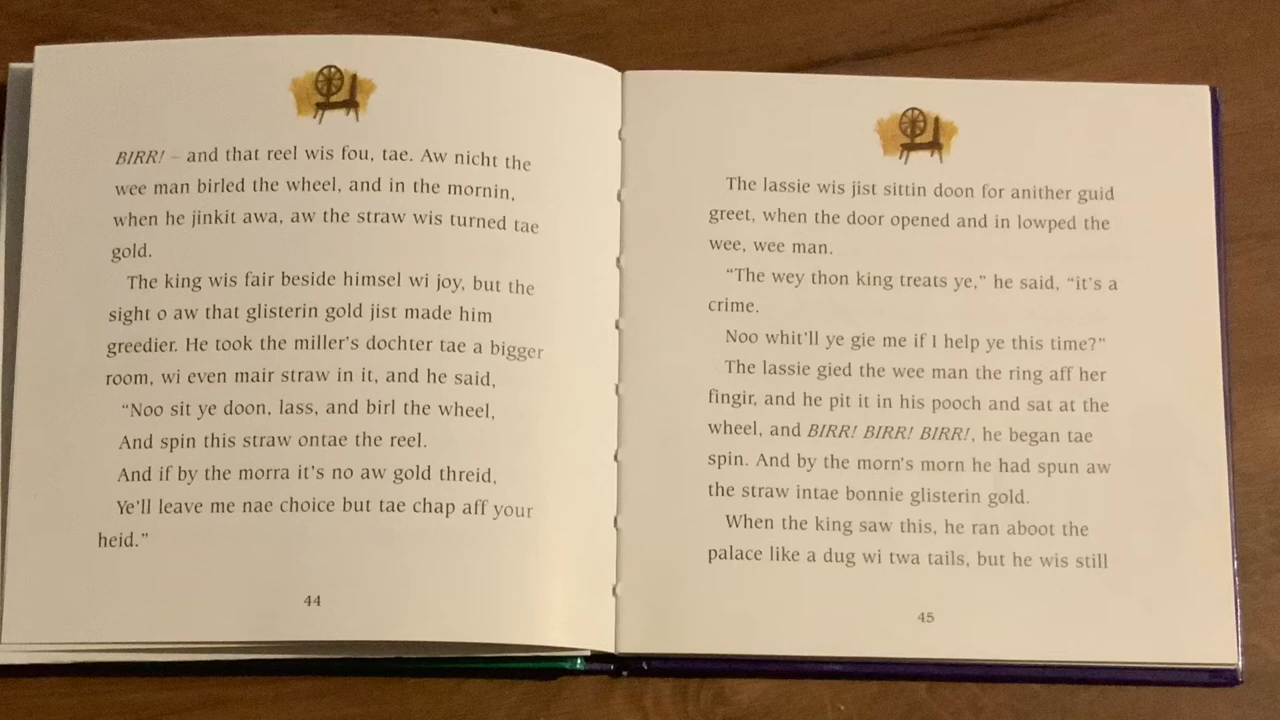 BIRR! – and that reel wis fou, tae. Aw nicht the
wee man birled the wheel, and in the mornin,
when he jinkit awa, aw the straw wis turned tae
gold.
The king wis fair beside himsel wi joy, but the
sight o aw that glisterin gold jist made him
greedier. He took the miller's dochter tae a bigger
room, wi even mair straw in it, and he said,
“Noo sit ye doon, lass, and birl the wheel,
And spin this straw ontae the reel.
And if by the morra it's no aw gold threid,
Ye'll leave me nae choice but tae chap aff your
heid.”
44
The lassie wis jist sittin doon for anither guid
greet, when the door opened and in lowped the
wee, wee man.
“The wey thon king treats ye,” he said, “it's a
crime.
Noo whit'll ye gie me if I help ye this time?”
The lassie gied the wee man the ring aff her
fingir, and he pit it in his pooch and sat at the
wheel, and BIRR! BIRR! BIRR!, he began tae
spin. And by the morn's morn he had spun aw
the straw intae bonnie glisterin gold.
When the king saw this, he ran aboot the
palace like a dug wi twa tails, but he wis still
45